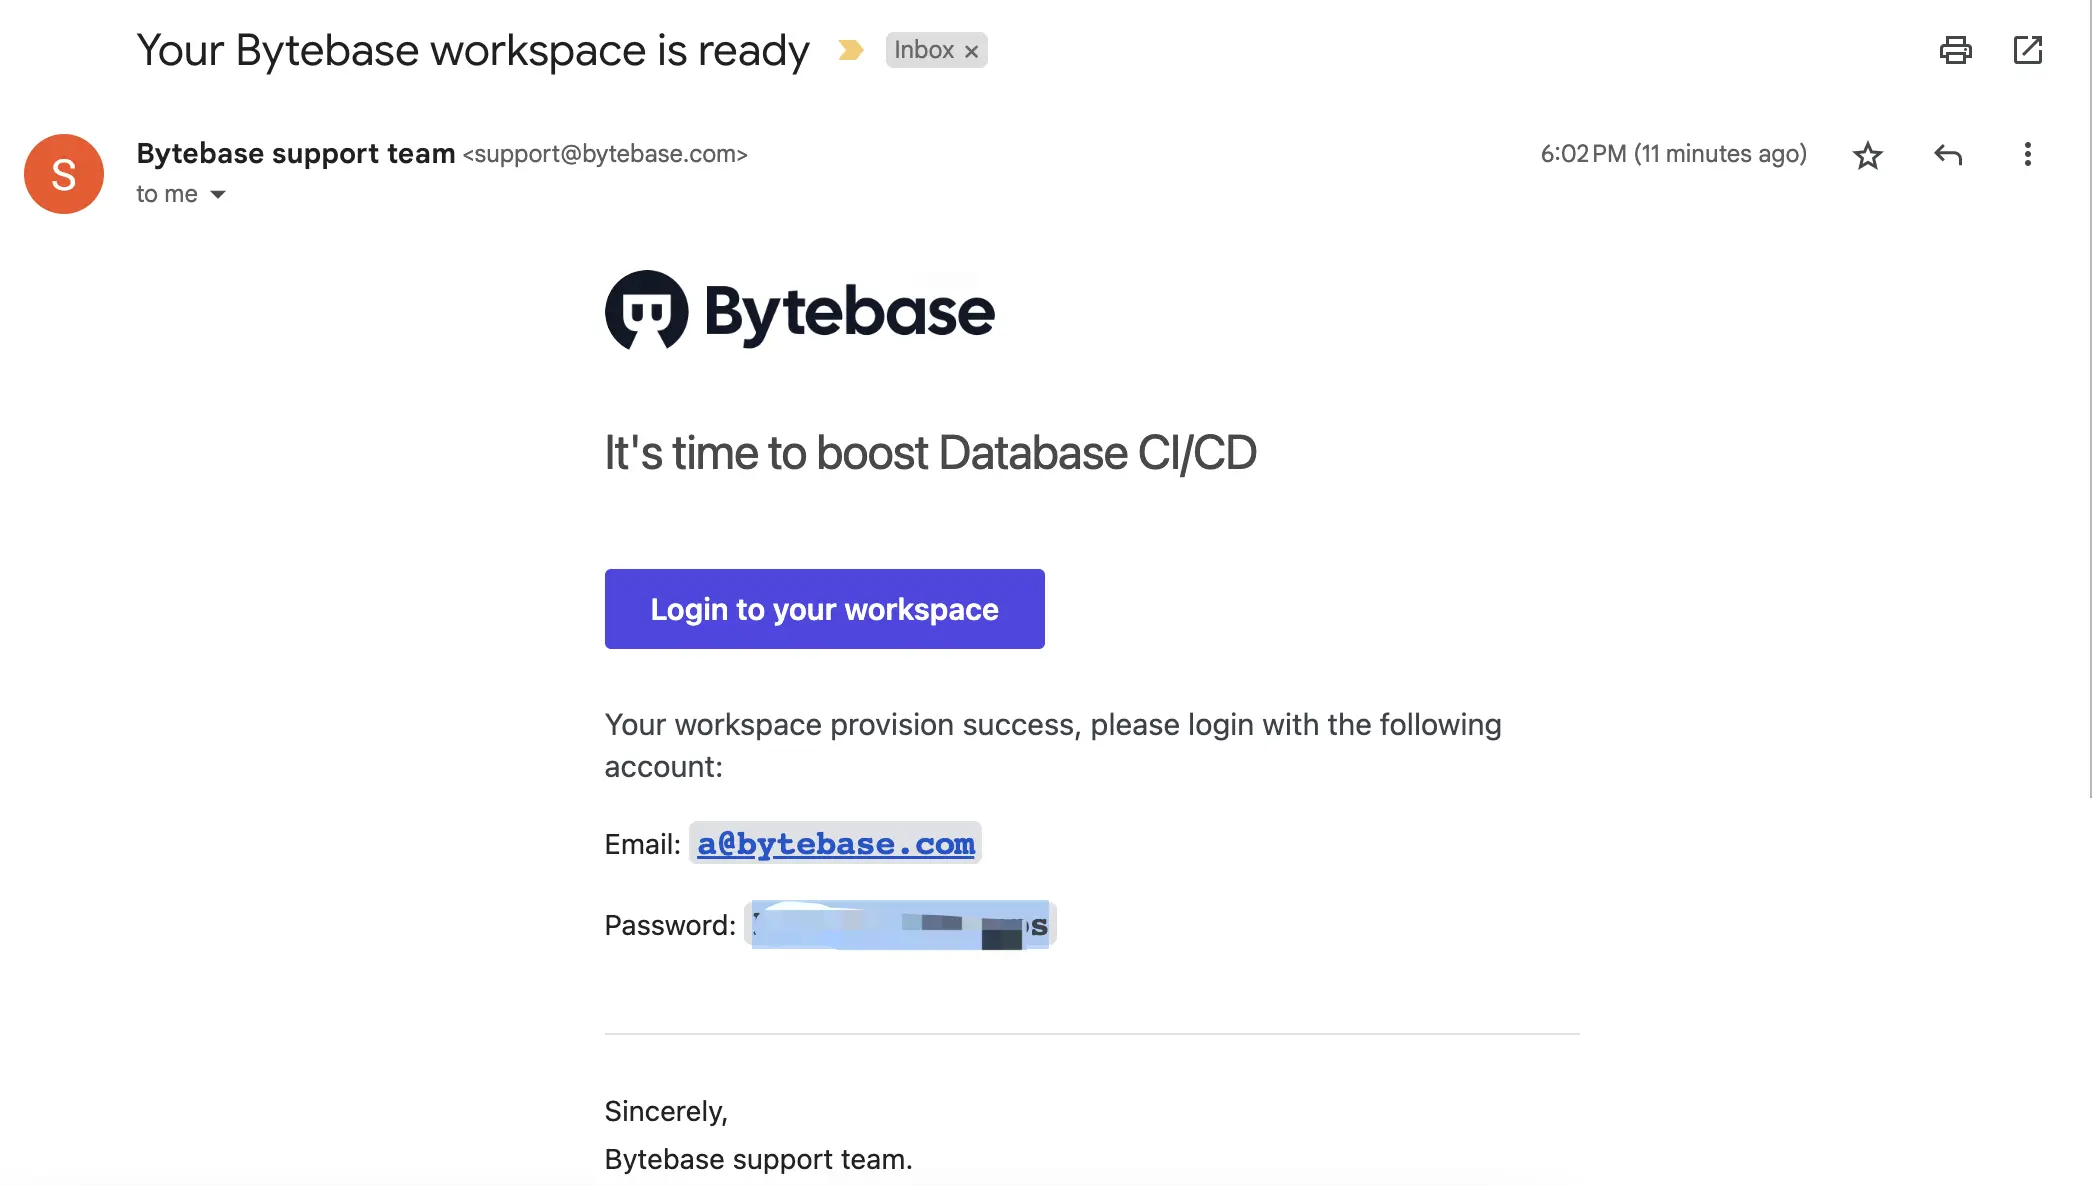 Your Bytebase workspace is ready Inbox ×
S
Bytebase support team <support@bytebase.com> 6:02 PM (11 minutes ago)
to me
Bytebase
It's time to boost Database CI/CD
Login to your workspace
Your workspace provision success, please login with the following
account:
Email: a@bytebase.com
Password:
Sincerely,
Bytebase support team.